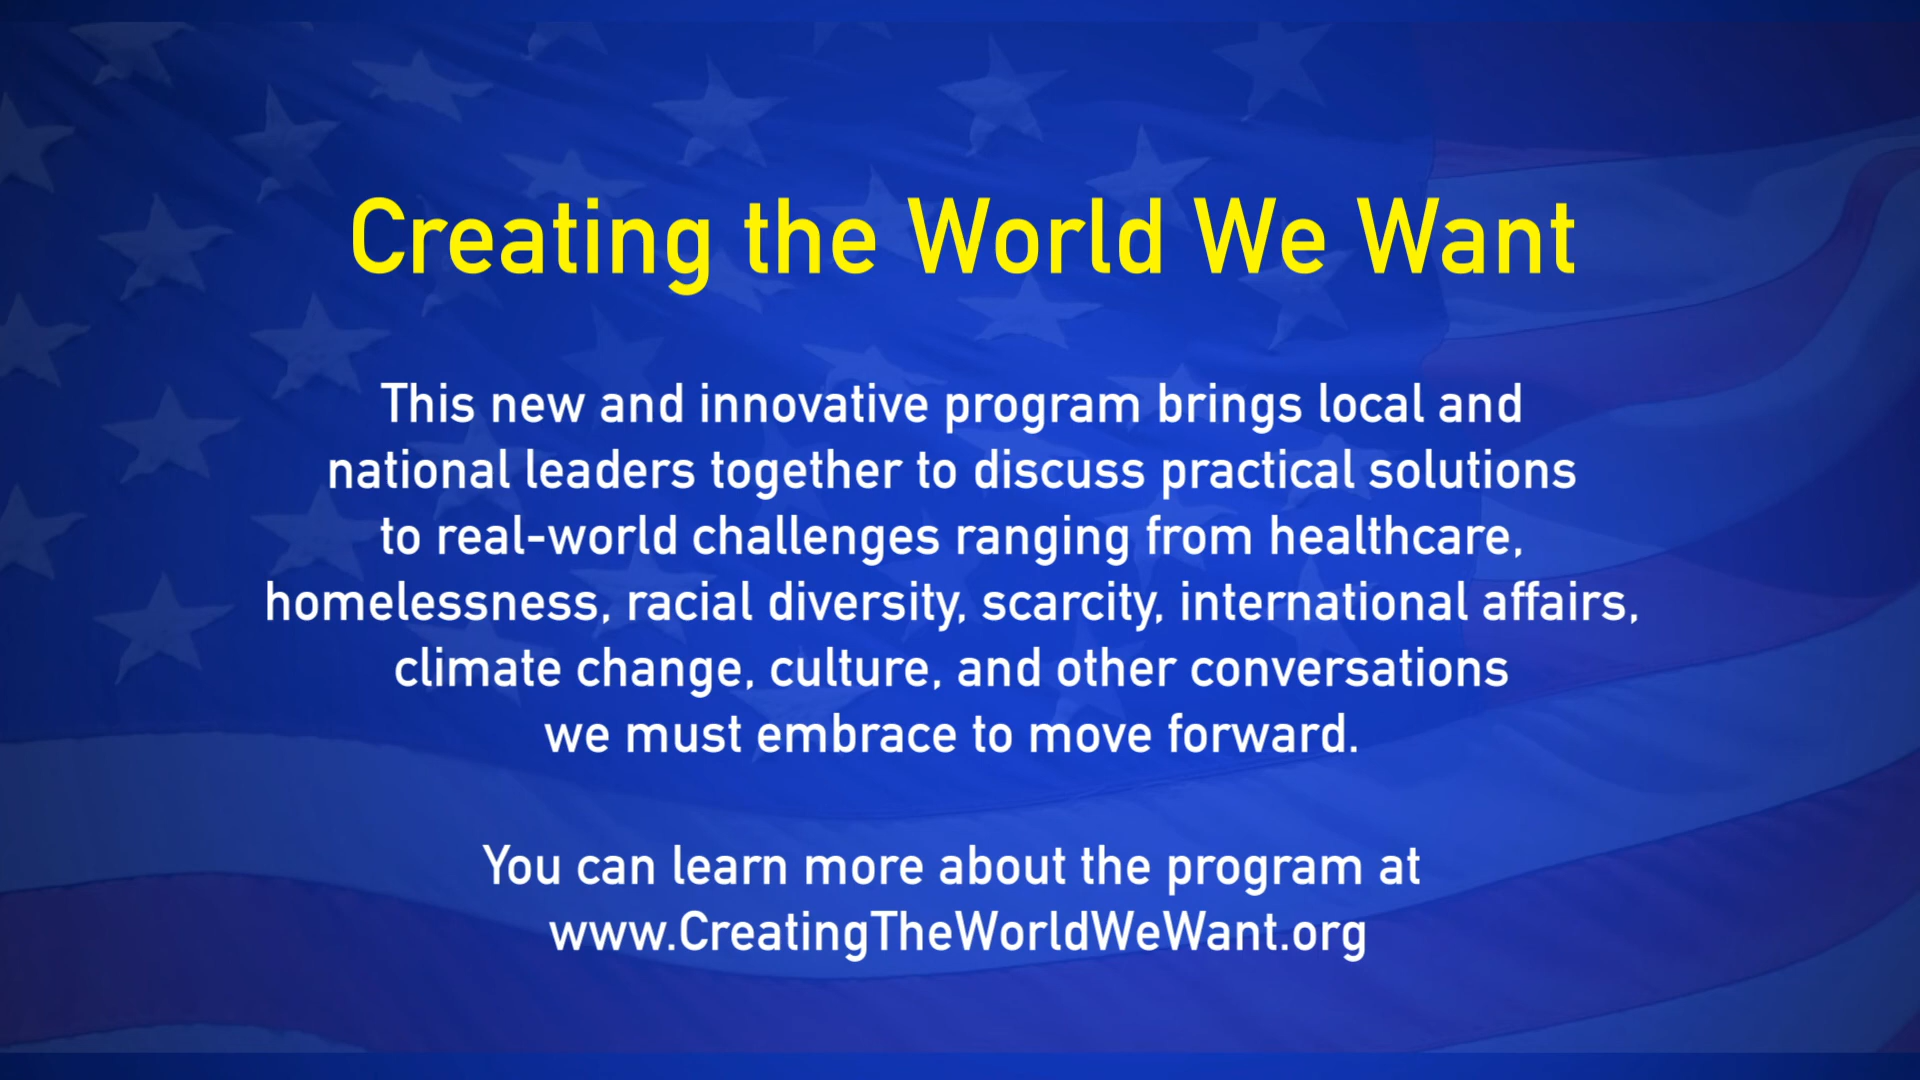 Creating the World We Want
This new and innovative program brings local and
national leaders together to discuss practical solutions
to real-world challenges ranging from healthcare,
homelessness, racial diversity, scarcity, international affairs,
climate change, culture, and other conversations
we must embrace to move forward.
You can learn more about the program at
www.CreatingTheWorldWeWant.org